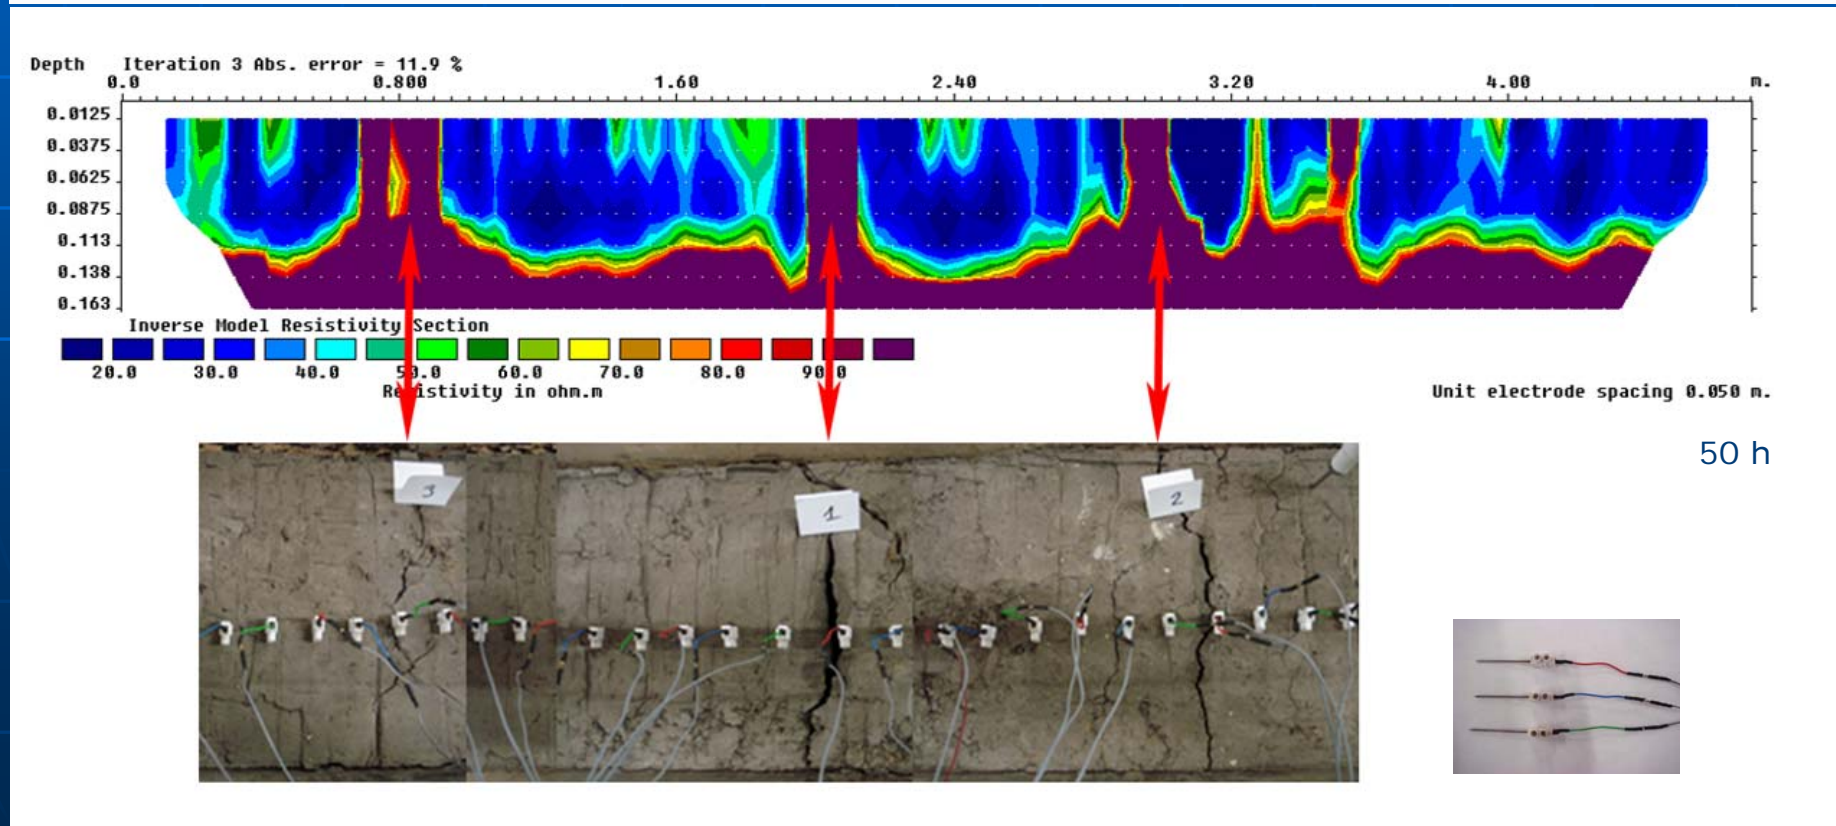 Depth Iteration 3 Abs. error = 11.9 %
0.0 0.800 1.60 2.40 3.20 4.00 m.
0.0125
0.0375
0.0625
0.0875
0.113
0.138
0.163
Inverse Model Resistivity Section
20.0 30.0 40.0 50.0 60.0 70.0 80.0 90.0
Resistivity in ohm.m
Unit electrode spacing 0.050 m.
50 h
3
1
2